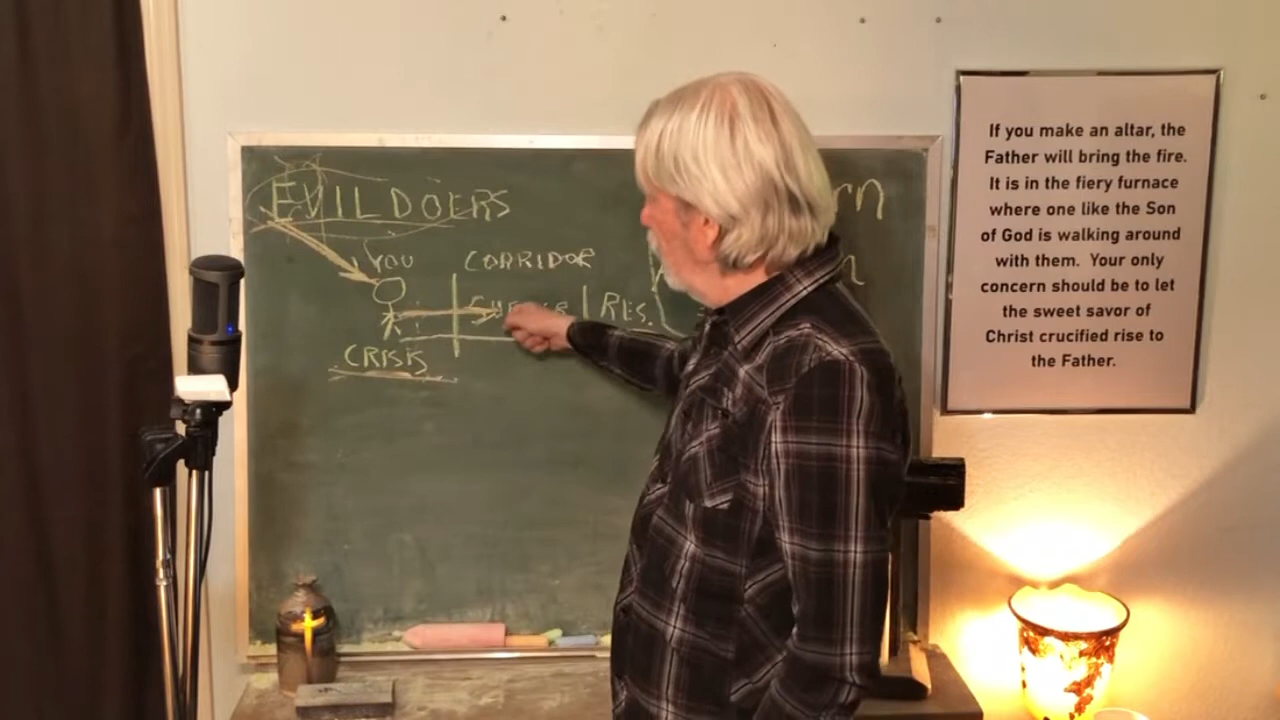 EVILDOERS
YOU
CORRIDOR
RES.
CRISIS
rn
n
If you make an altar, the
Father will bring the fire.
It is in the fiery furnace
where one like the Son
of God is walking around
with them. Your only
concern should be to let
the sweet savor of
Christ crucified rise to
the Father.